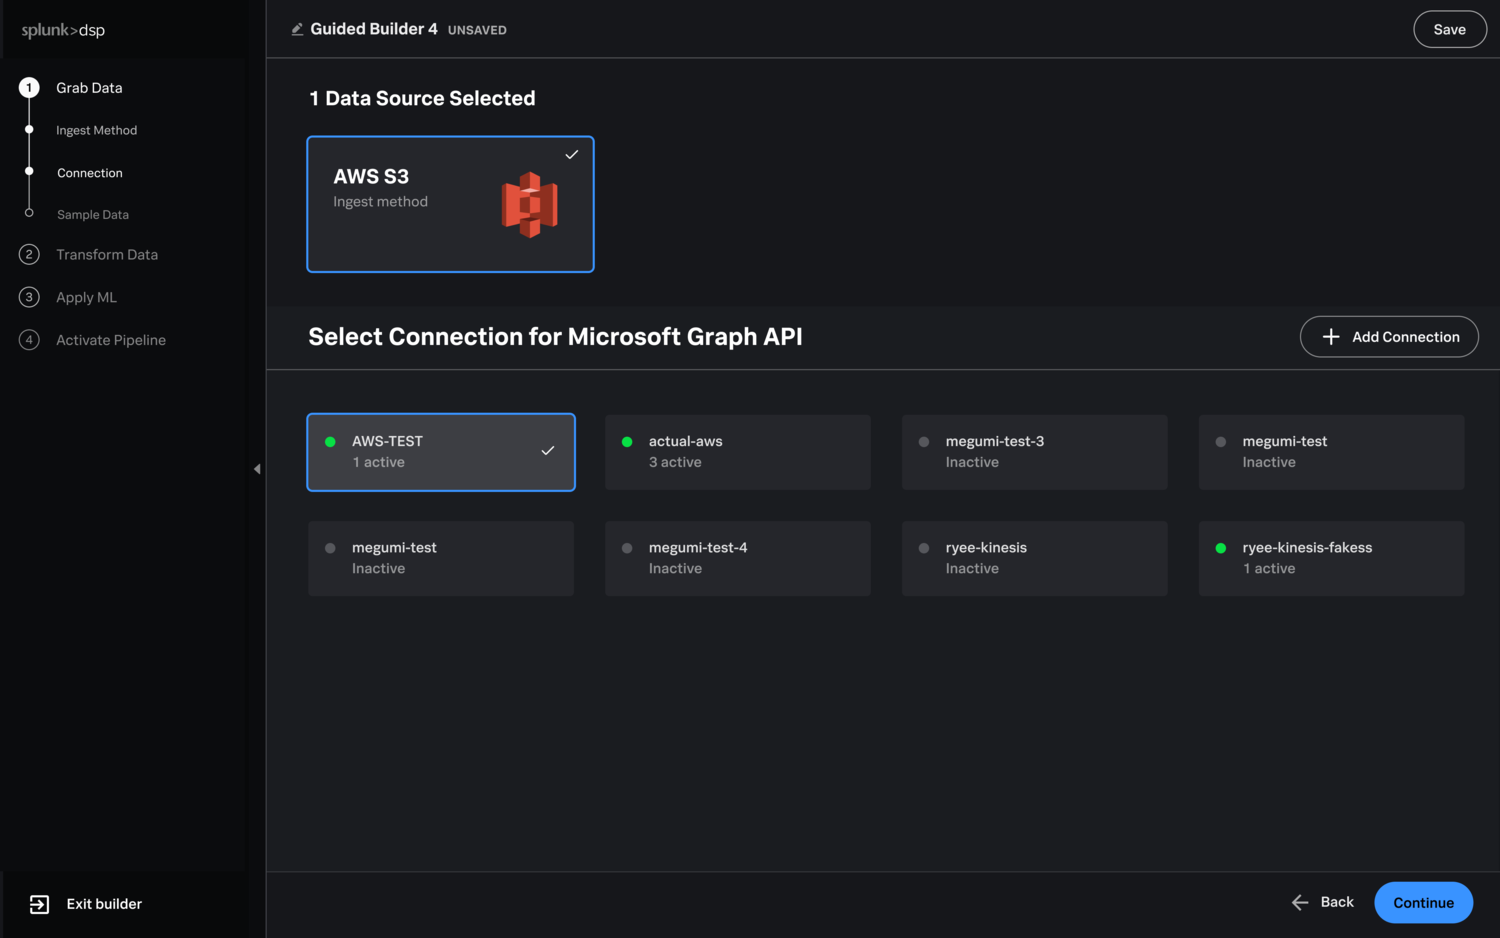 splunk>dsp
1 Grab Data
Ingest Method
Connection
Sample Data
2 Transform Data
3 Apply ML
4 Activate Pipeline
Exit builder
Guided Builder 4 UNSAVED
Save
1 Data Source Selected
AWS S3
Ingest method
Select Connection for Microsoft Graph API
Add Connection
AWS-TEST
1 active
actual-aws
3 active
megumi-test-3
Inactive
megumi-test
Inactive
megumi-test
Inactive
megumi-test-4
Inactive
ryee-kinesis
Inactive
ryee-kinesis-fakess
1 active
Back
Continue